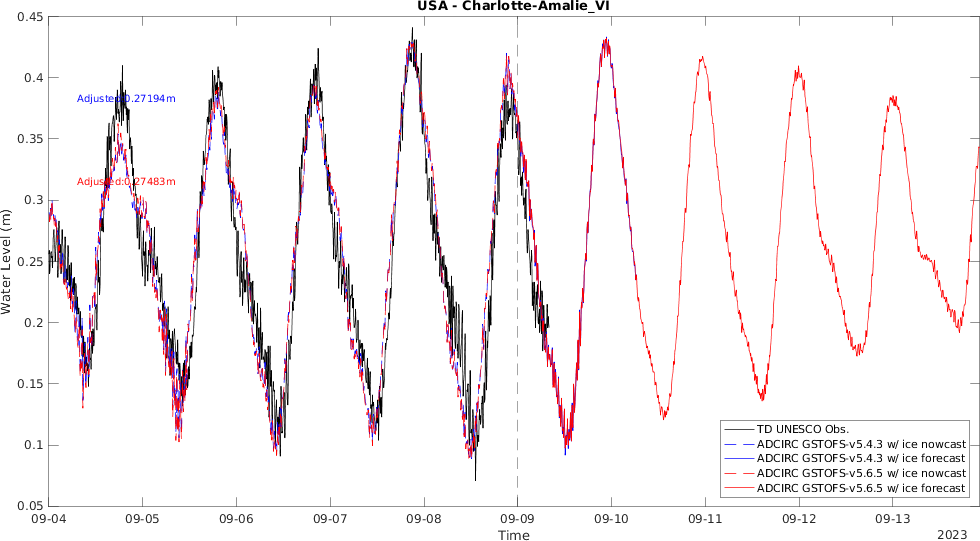 USA - Charlotte-Amalie_VI
0.45
0.4
0.35
0.3
0.25
0.2
0.15
0.1
0.05
Water Level (m)
Adjusted:0.27194m
Adjusted:0.27483m
TD UNESCO Obs.
ADCIRC GSTOFS-v5.4.3 w/ ice nowcast
ADCIRC GSTOFS-v5.4.3 w/ ice forecast
ADCIRC GSTOFS-v5.6.5 w/ ice nowcast
ADCIRC GSTOFS-v5.6.5 w/ ice forecast
09-04 09-05 09-06 09-07 09-08 09-09 09-10 09-11 09-12 09-13
Time
2023